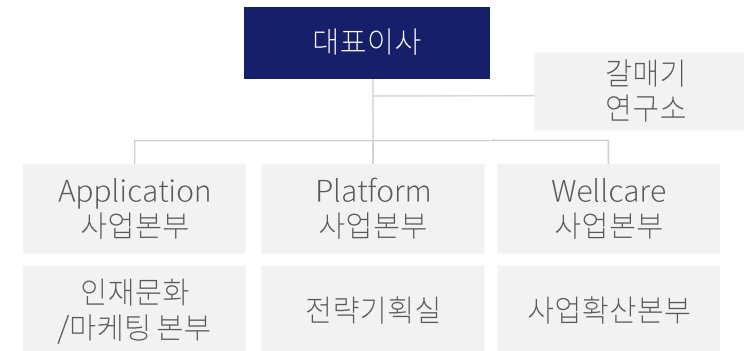 대표이사
갈매기
연구소
Application
사업본부
Platform
사업본부
Wellcare
사업본부
인재문화
/마케팅 본부
전략기획실
사업확산본부